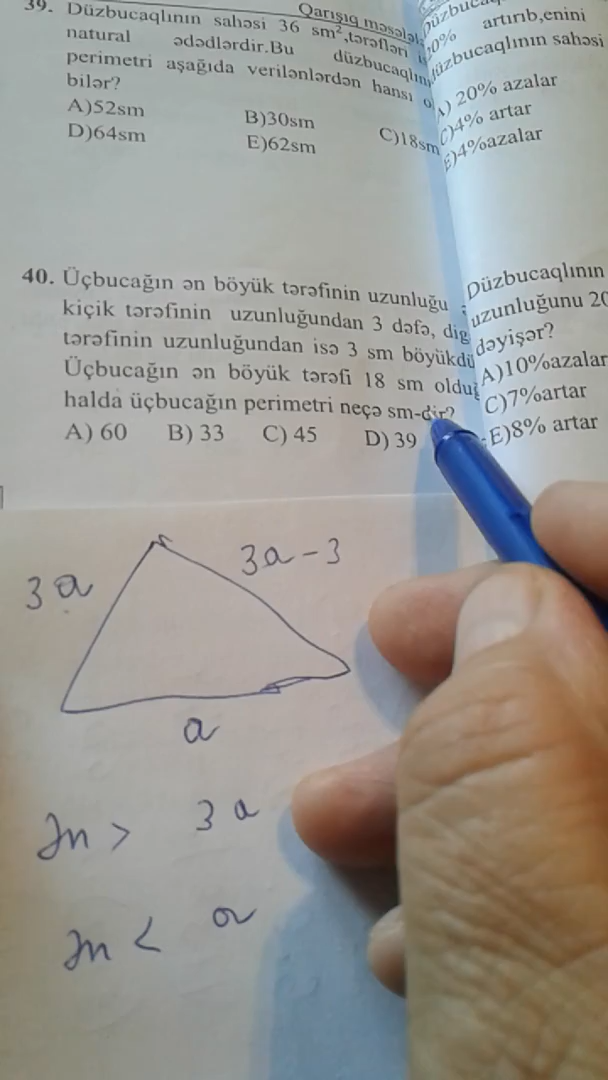 Qarışıq
39. Düzbucaqlının sahəsi 36 sm²,tərəfləri
natural ədədlərdir.Bu
perimetri aşağıda verilənlərdən hansı
bilər?
A)52sm B)30sm C)18sm
D)64sm E)62sm
40. Üçbucağın ən böyük tərəfinin uzunluğu
kiçik tərəfinin uzunluğundan 3 dəfə, dig
tərəfinin uzunluğundan isə 3 sm böyükdü
Üçbucağın ən böyük tərəfi 18 sm olduğ
halda üçbucağın perimetri neçə sm-dir?
A) 60 B) 33 C) 45 D) 39
artırıb,enini
20%
düzbucaqlının sahəsi
A) 20% azalar
C)4% artar
E)4%azalar
Düzbucaqlının
uzunluğunu 20
dəyişər?
A)10%azalar
C)7%artar
E)8% artar
3a
3a-3
a
3a
a